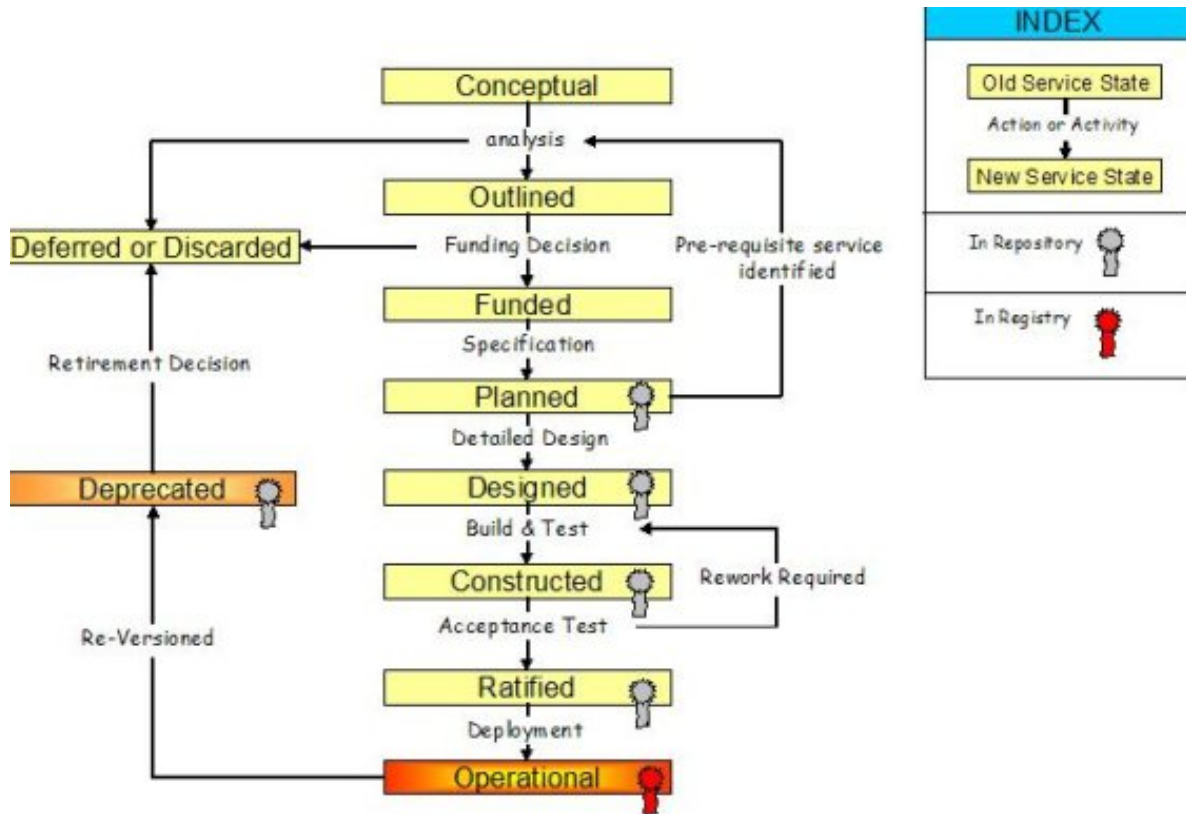 INDEX
Conceptual
Old Service State
Action or Activity
New Service State
analysis
Outlined
Deferred or Discarded
Funding Decision
Pre-requisite service
identified
In Repository
Funded
In Registry
Specification
Retirement Decision
Planned
Detailed Design
Deprecated
Designed
Build & Test
Constructed
Rework Required
Acceptance Test
Re-Versioned
Ratified
Deployment
Operational